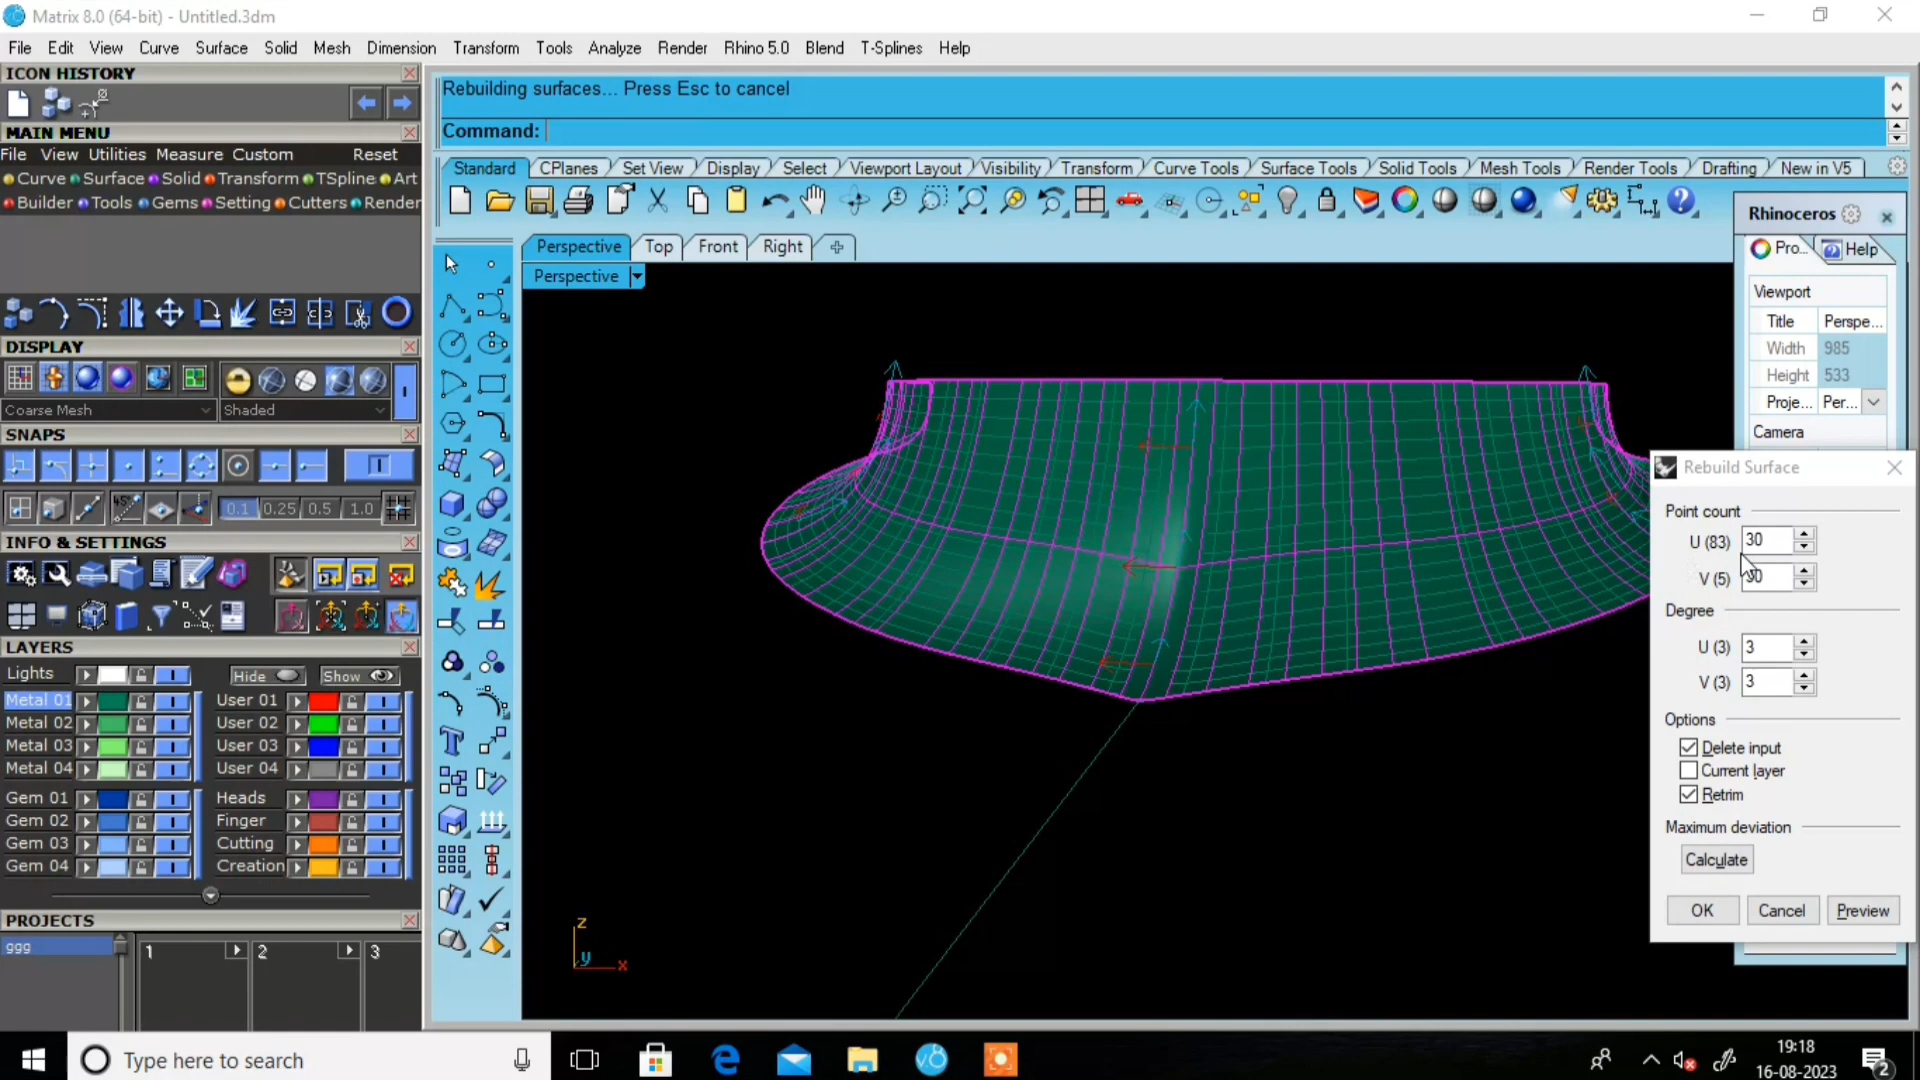 Matrix 8.0 (64-bit) - Untitled.3dm
File Edit View Curve Surface Solid Mesh Dimension Transform Tools Analyze Render Rhino 5.0 Blend T-Splines Help
ICON HISTORY
MAIN MENU
File View Utilities Measure Custom Reset
Curve Surface Solid Transform TSpline Art
Builder Tools Gems Setting Cutters Render
DISPLAY
Coarse Mesh Shaded
SNAPS
45°
0.1 0.25 0.5 1.0
INFO & SETTINGS
LAYERS
Lights Hide Show
Metal 01 User 01
Metal 02 User 02
Metal 03 User 03
Metal 04 User 04
Gem 01 Heads
Gem 02 Finger
Gem 03 Cutting
Gem 04 Creation
PROJECTS
ggg 1 2 3
Rebuilding surfaces... Press Esc to cancel
Command:
Standard CPlanes Set View Display Select Viewport Layout Visibility Transform Curve Tools Surface Tools Solid Tools Mesh Tools Render Tools Drafting New in V5
Perspective Top Front Right
Perspective
z
y x
Rhinoceros
Pro... Help
Viewport
Title Perspe...
Width 985
Height 533
Proje... Per...
Camera
Rebuild Surface
Point count
U (83) 30
V (5) 30
Degree
U (3) 3
V (3) 3
Options
Delete input
Current layer
Retrim
Maximum deviation
Calculate
OK Cancel Preview
Type here to search
19:18
16-08-2023
2